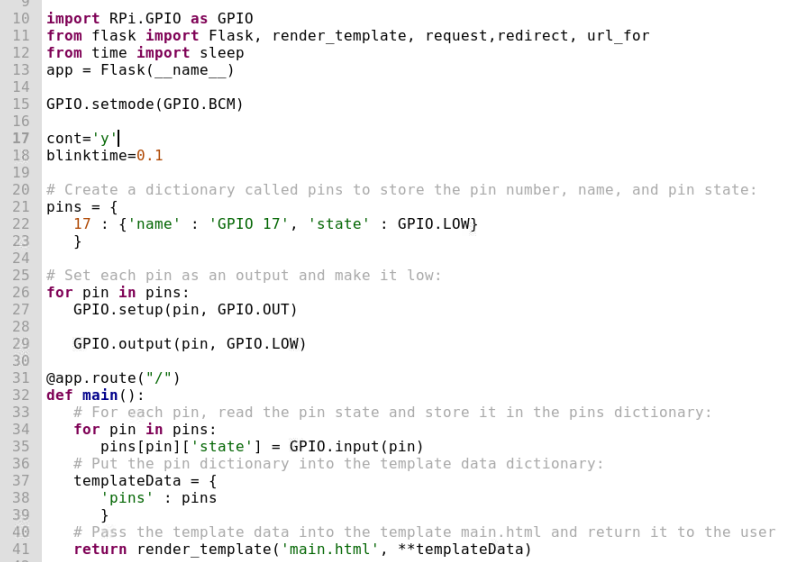 10 import RPi.GPIO as GPIO
11 from flask import Flask, render_template, request,redirect, url_for
12 from time import sleep
13 app = Flask(__name__)
14
15 GPIO.setmode(GPIO.BCM)
16
17 cont='y'
18 blinktime=0.1
19
20 # Create a dictionary called pins to store the pin number, name, and pin state:
21 pins = {
22    17 : {'name' : 'GPIO 17', 'state' : GPIO.LOW}
23    }
24
25 # Set each pin as an output and make it low:
26 for pin in pins:
27    GPIO.setup(pin, GPIO.OUT)
28
29    GPIO.output(pin, GPIO.LOW)
30
31 @app.route("/")
32 def main():
33    # For each pin, read the pin state and store it in the pins dictionary:
34    for pin in pins:
35       pins[pin]['state'] = GPIO.input(pin)
36    # Put the pin dictionary into the template data dictionary:
37    templateData = {
38       'pins' : pins
39       }
40    # Pass the template data into the template main.html and return it to the user
41    return render_template('main.html', **templateData)